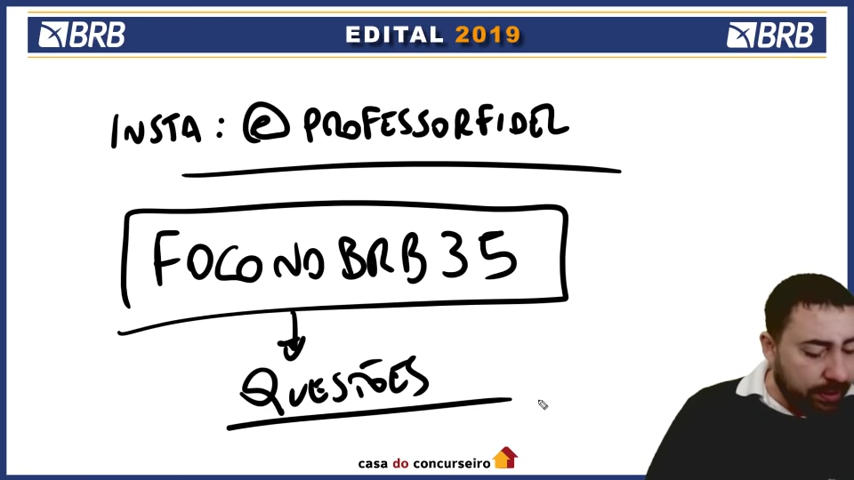 BRB EDITAL 2019 BRB
INSTA: @PROFESSORFIDEL
FOCONOBRB35
QUESTÕES
casa do concurseiro